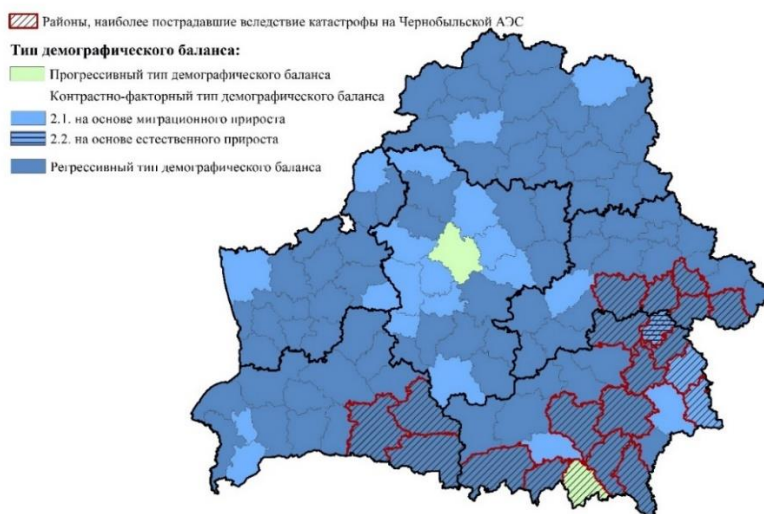 Районы, наиболее пострадавшие вследствие катастрофы на Чернобыльской АЭС
Тип демографического баланса:
Прогрессивный тип демографического баланса
Контрастно-факторный тип демографического баланса
2.1. на основе миграционного прироста
2.2. на основе естественного прироста
Регрессивный тип демографического баланса